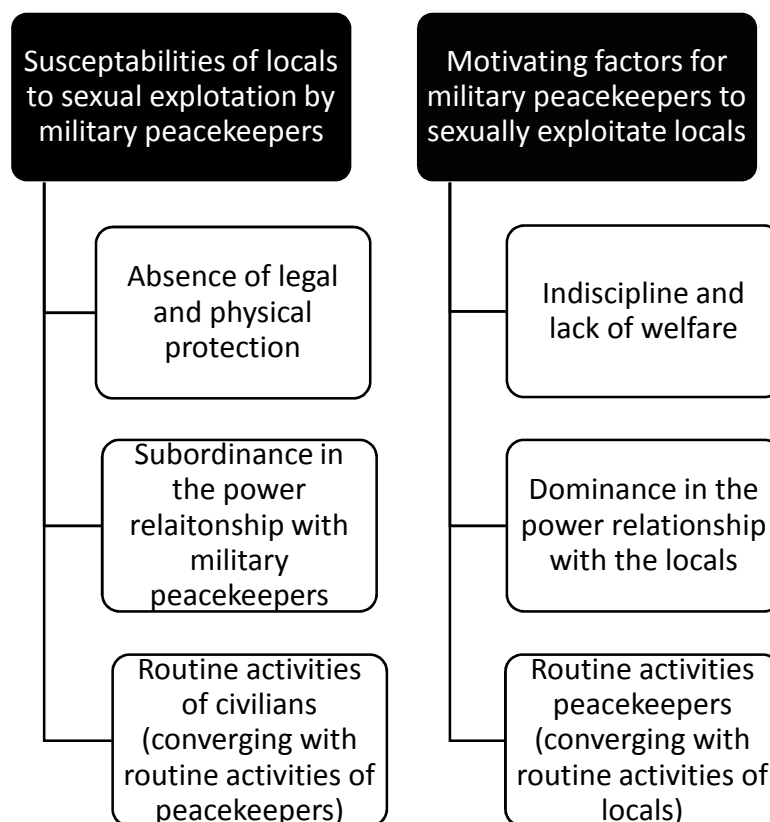 Susceptabilities of locals
to sexual explotation by
military peacekeepers
Absence of legal
and physical
protection
Subordinance in
the power
relaitonship with
military
peacekeepers
Routine activities
of civilians
(converging with
routine activities of
peacekeepers)
Motivating factors for
military peacekeepers to
sexually exploitate locals
Indiscipline and
lack of welfare
Dominance in the
power relationship
with the locals
Routine activities
peacekeepers
(converging with
routine activities of
locals)